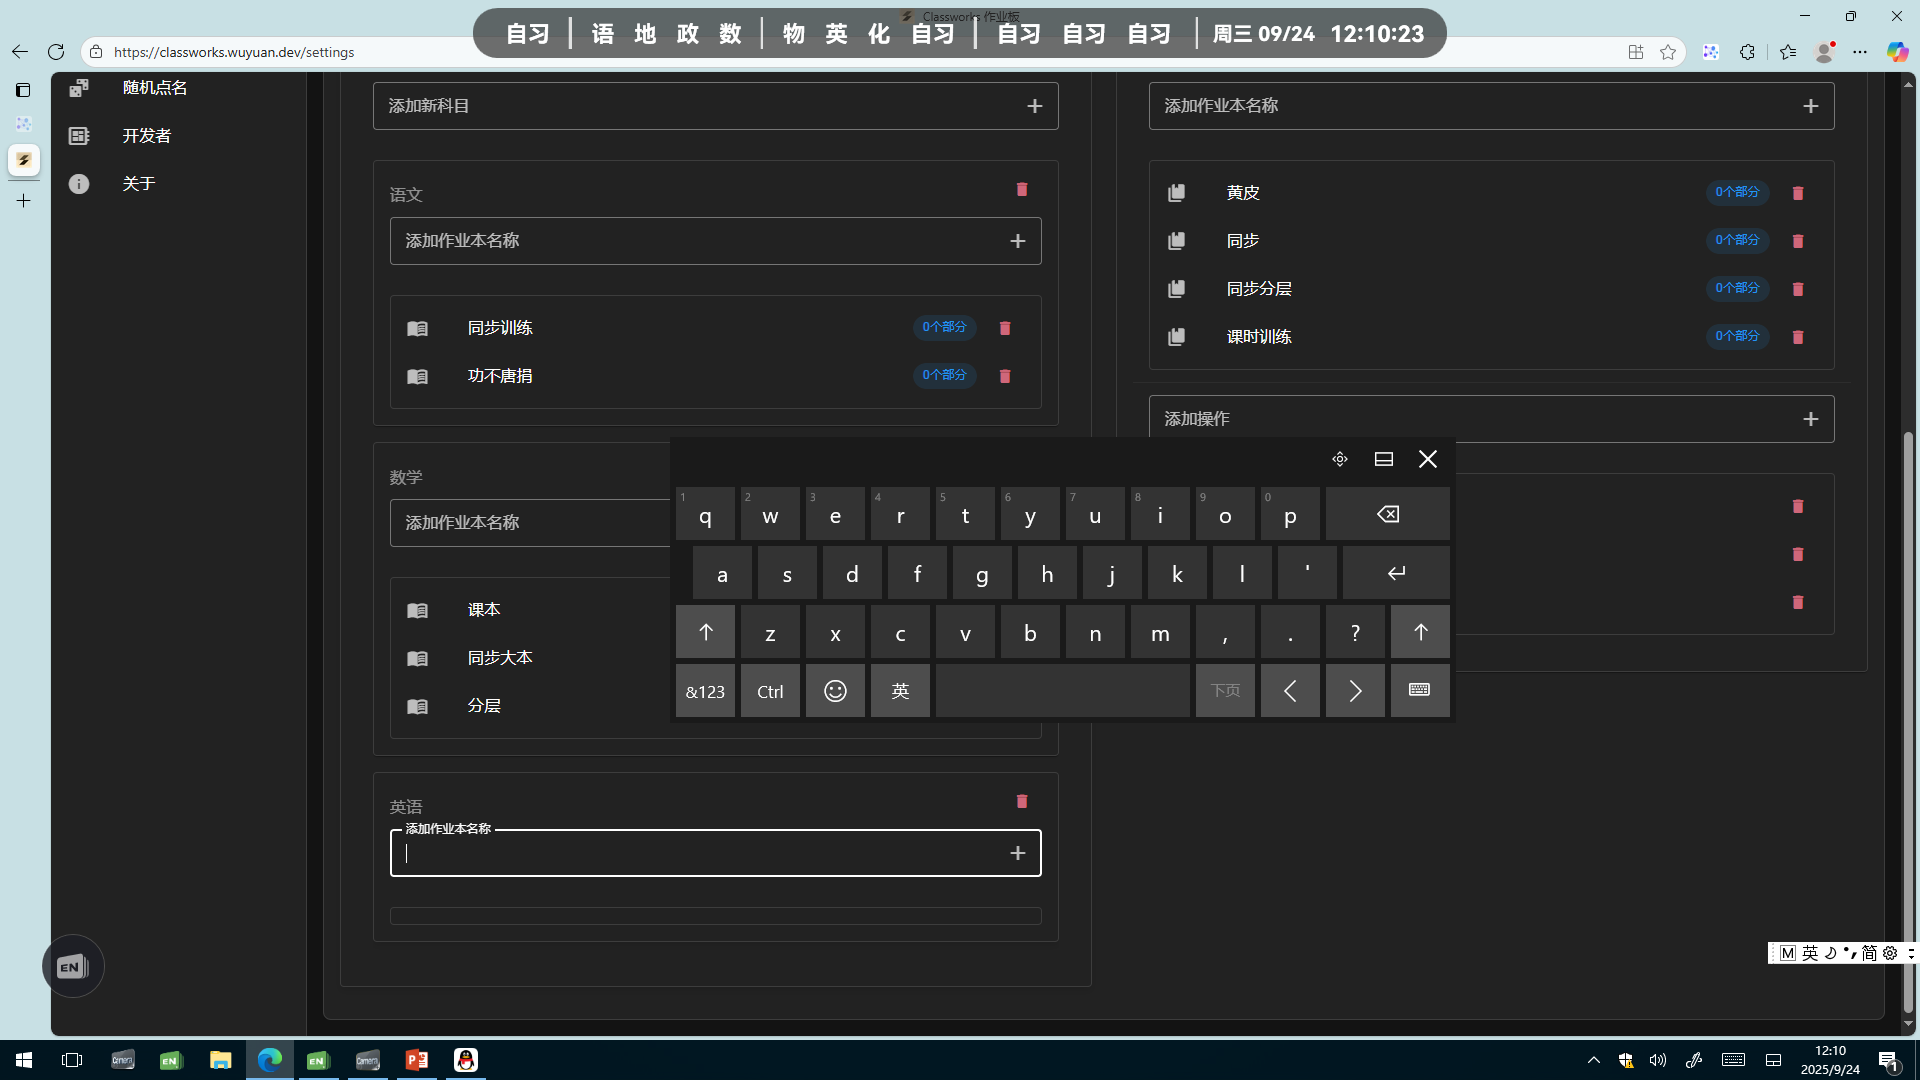 Classworks 作业板
自习 | 语 地 政 数 | 物 英 化 自习 | 自习 自习 自习 | 周三 09/24 12:10:23
https://classworks.wuyuan.dev/settings
随机点名
开发者
关于
添加新科目
语文
添加作业本名称
同步训练 0个部分
功不唐捐 0个部分
数学
添加作业本名称
课本
同步大本
分层
英语
添加作业本名称
添加作业本名称
黄皮 0个部分
同步 0个部分
同步分层 0个部分
课时训练 0个部分
添加操作
1 2 3 4 5 6 7 8 9 0
q w e r t y u i o p
a s d f g h j k l '
z x c v b n m , . ?
&123 Ctrl 英 下页
EN
M 英 简
Camera EN EN Camera
12:10
2025/9/24
1